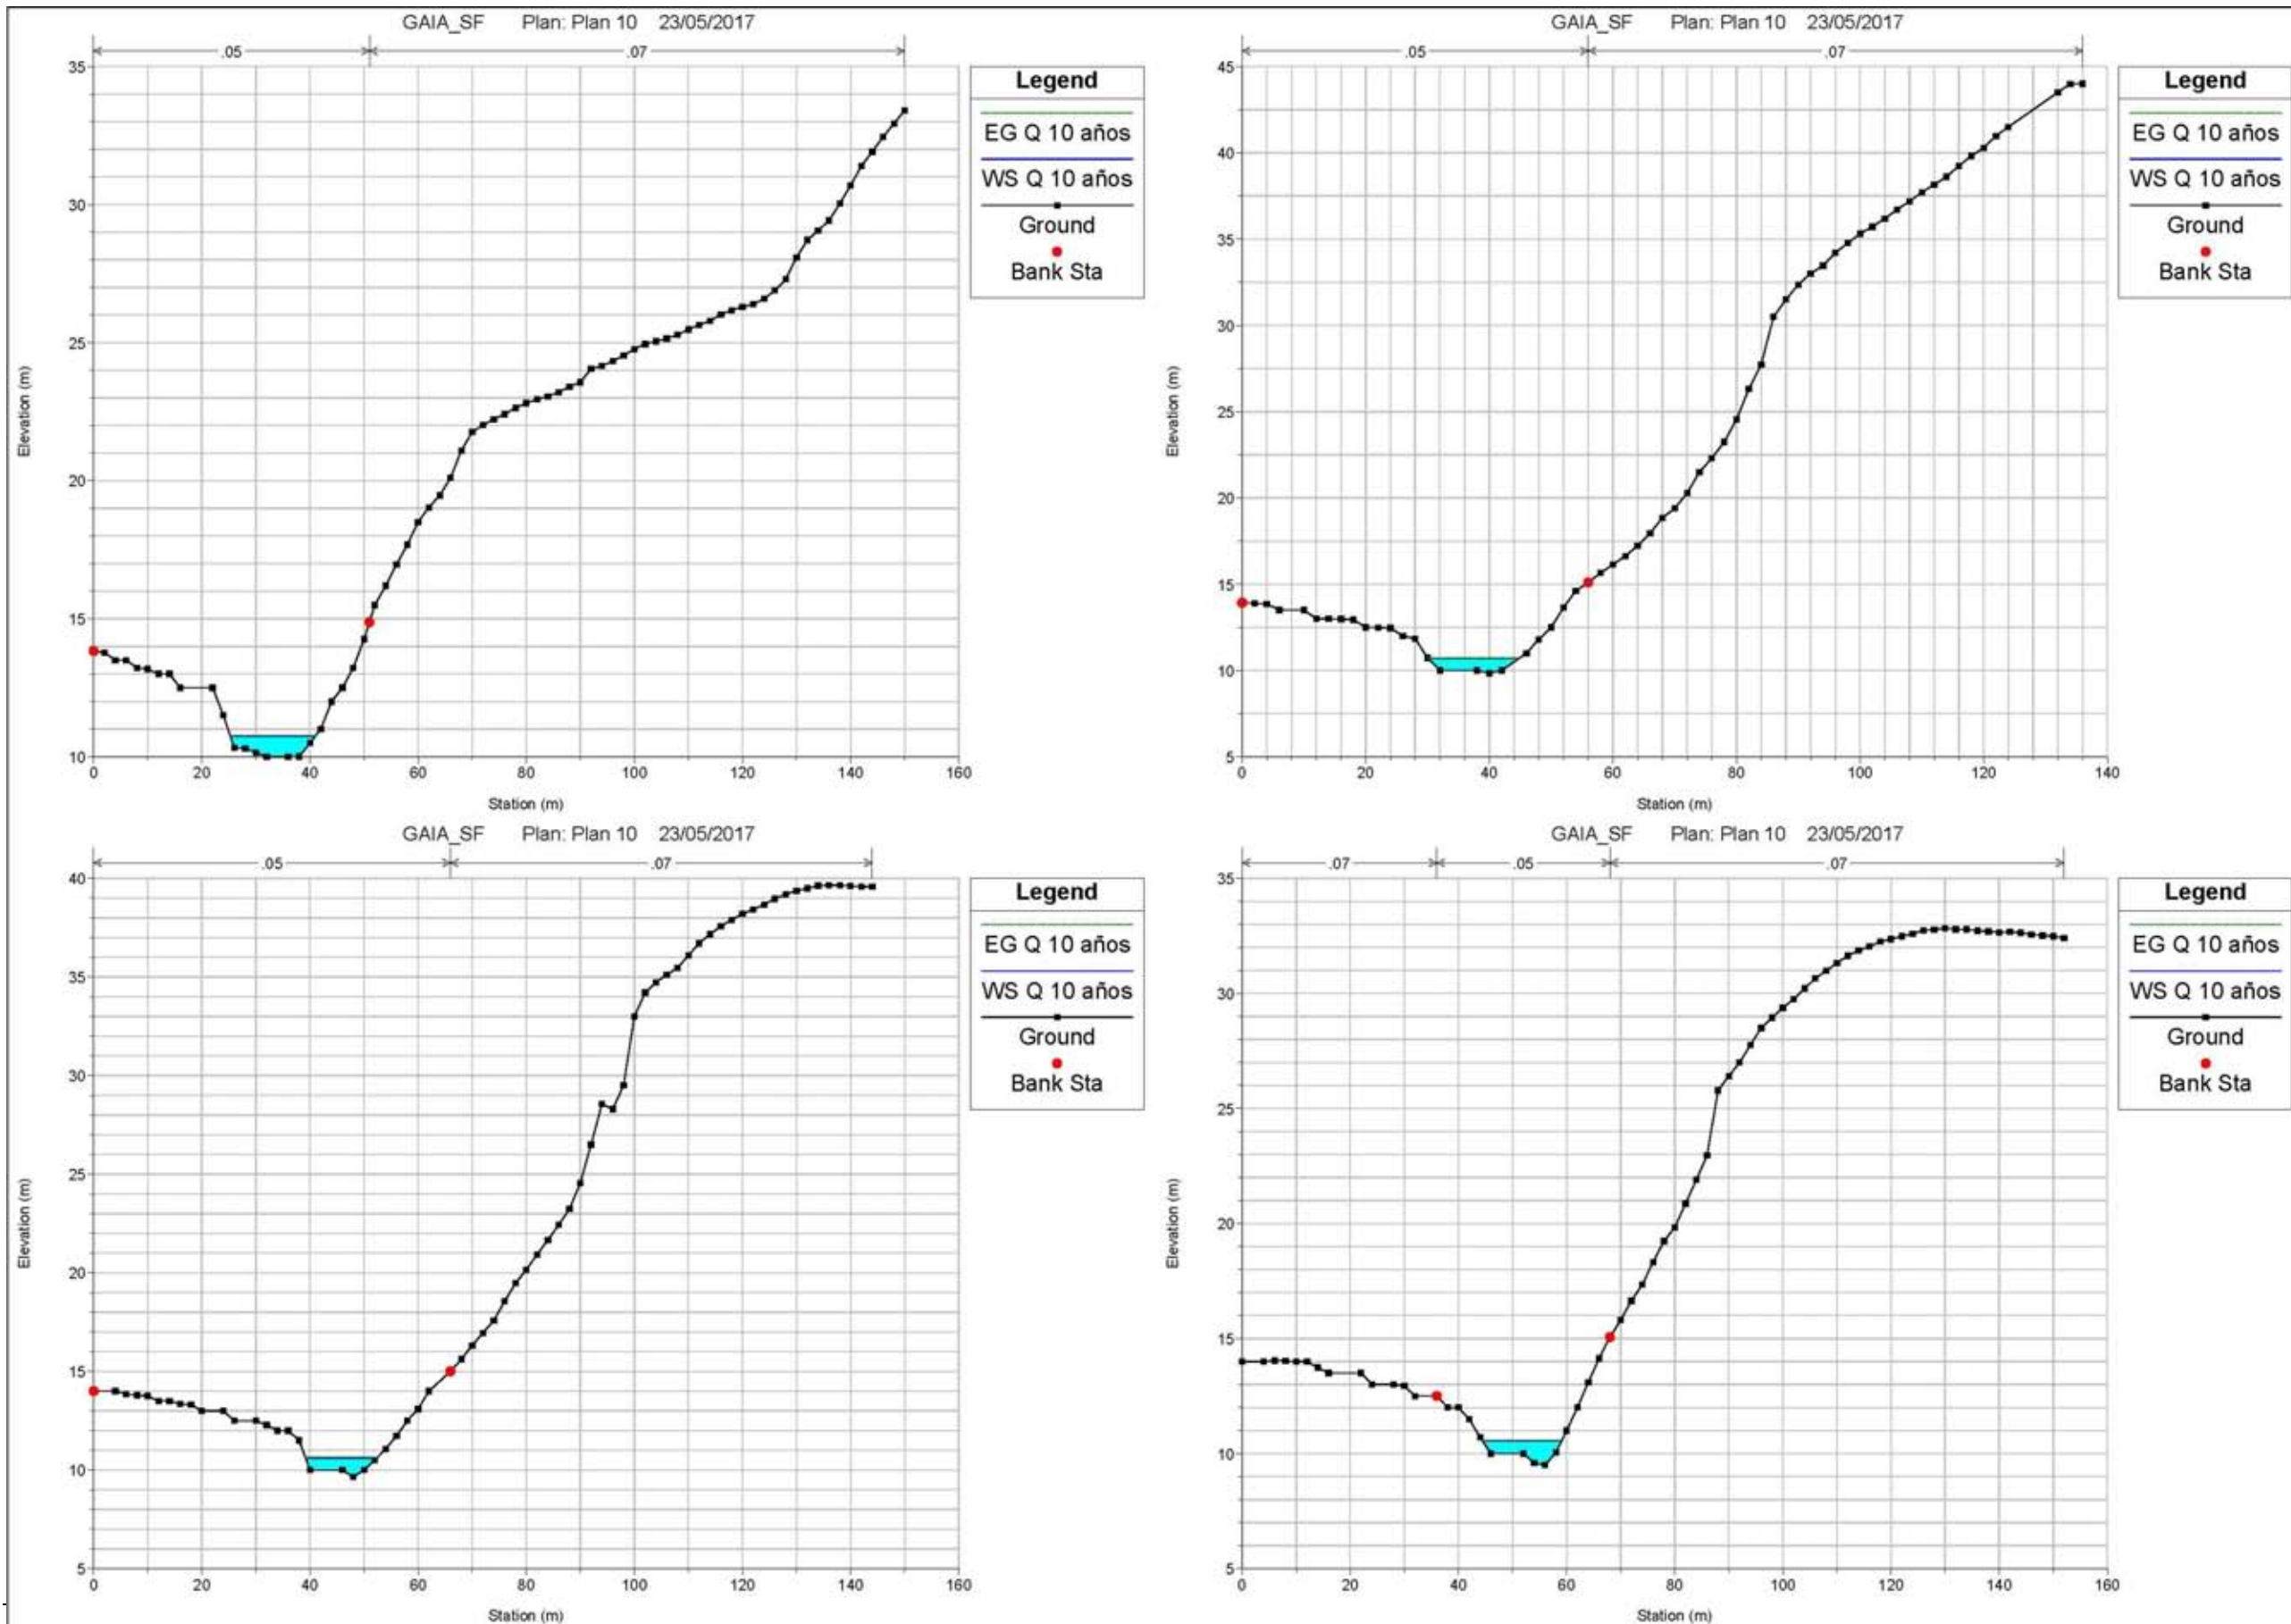 GAIA_SF Plan: Plan 10 23/05/2017
.05 .07
35
30
25
20
15
10
Elevation (m)
0 20 40 60 80 100 120 140 160
Station (m)
Legend
EG Q 10 años
WS Q 10 años
Ground
Bank Sta
GAIA_SF Plan: Plan 10 23/05/2017
.05 .07
45
40
35
30
25
20
15
10
5
Elevation (m)
0 20 40 60 80 100 120 140
Station (m)
Legend
EG Q 10 años
WS Q 10 años
Ground
Bank Sta
GAIA_SF Plan: Plan 10 23/05/2017
.05 .07
40
35
30
25
20
15
10
5
Elevation (m)
0 20 40 60 80 100 120 140 160
Station (m)
Legend
EG Q 10 años
WS Q 10 años
Ground
Bank Sta
GAIA_SF Plan: Plan 10 23/05/2017
.07 .05 .07
35
30
25
20
15
10
5
Elevation (m)
0 20 40 60 80 100 120 140 160
Station (m)
Legend
EG Q 10 años
WS Q 10 años
Ground
Bank Sta